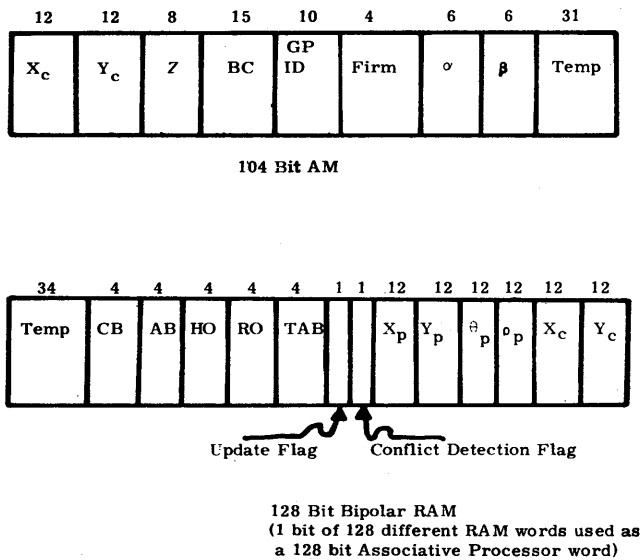 12 12 8 15 10 4 6 6 31
X_c Y_c Z BC GP ID Firm α β Temp
104 Bit AM
34 4 4 4 4 4 1 1 12 12 12 12 12 12
Temp CB AB HO RO TAB X_p Y_p θ_p ρ_p X_c Y_c
Update Flag Conflict Detection Flag
128 Bit Bipolar RAM
(1 bit of 128 different RAM words used as
a 128 bit Associative Processor word)